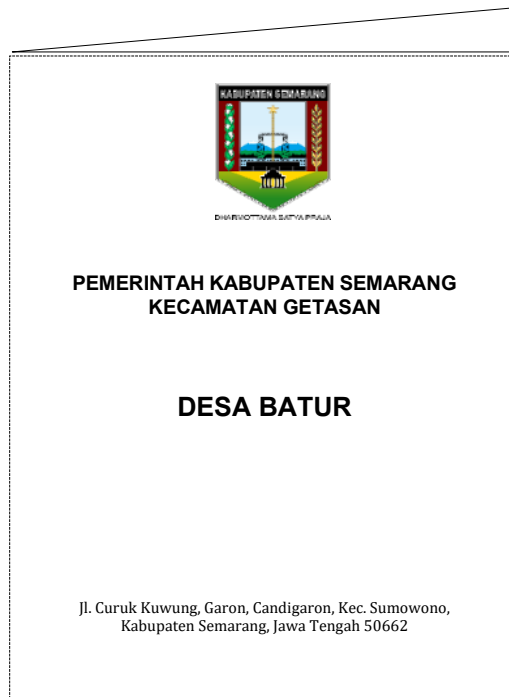 KABUPATEN SEMARANG
DHARMOTTAMA SATYA PRAJA
PEMERINTAH KABUPATEN SEMARANG
KECAMATAN GETASAN
DESA BATUR
Jl. Curuk Kuwung, Garon, Candigaron, Kec. Sumowono,
Kabupaten Semarang, Jawa Tengah 50662